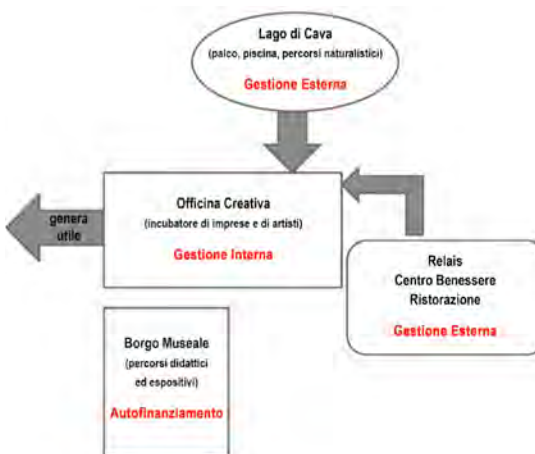 Lago di Cava
(palco, piscina, percorsi naturalistici)
Gestione Esterna
Officina Creativa
(incubatore di imprese e di artisti)
Gestione Interna
genera
utile
Relais
Centro Benessere
Ristorazione
Gestione Esterna
Borgo Museale
(percorsi didattici
ed espositivi)
Autofinanziamento